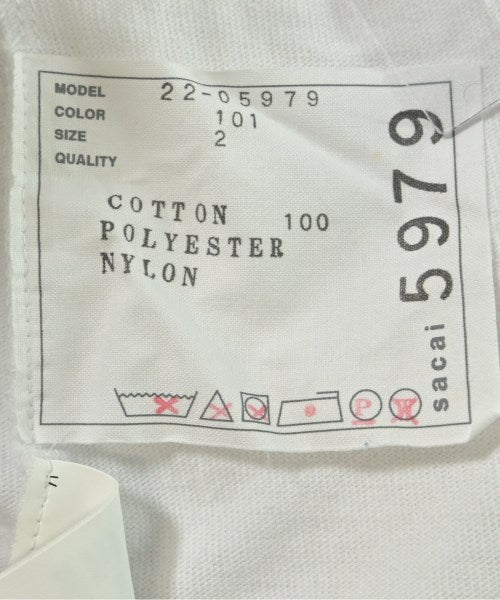 MODEL 22-05979
COLOR 101
SIZE 2
QUALITY
COTTON 100
POLYESTER
NYLON
P
W
sacai 5979